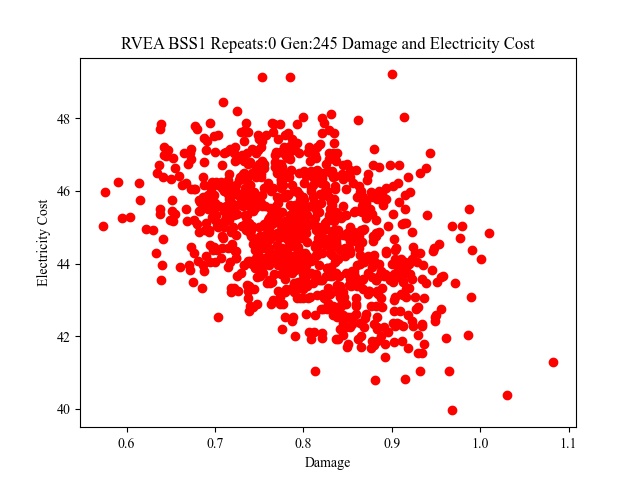 RVEA BSS1 Repeats:0 Gen:245 Damage and Electricity Cost
48
46
44
42
40
Electricity Cost
0.6 0.7 0.8 0.9 1.0 1.1
Damage